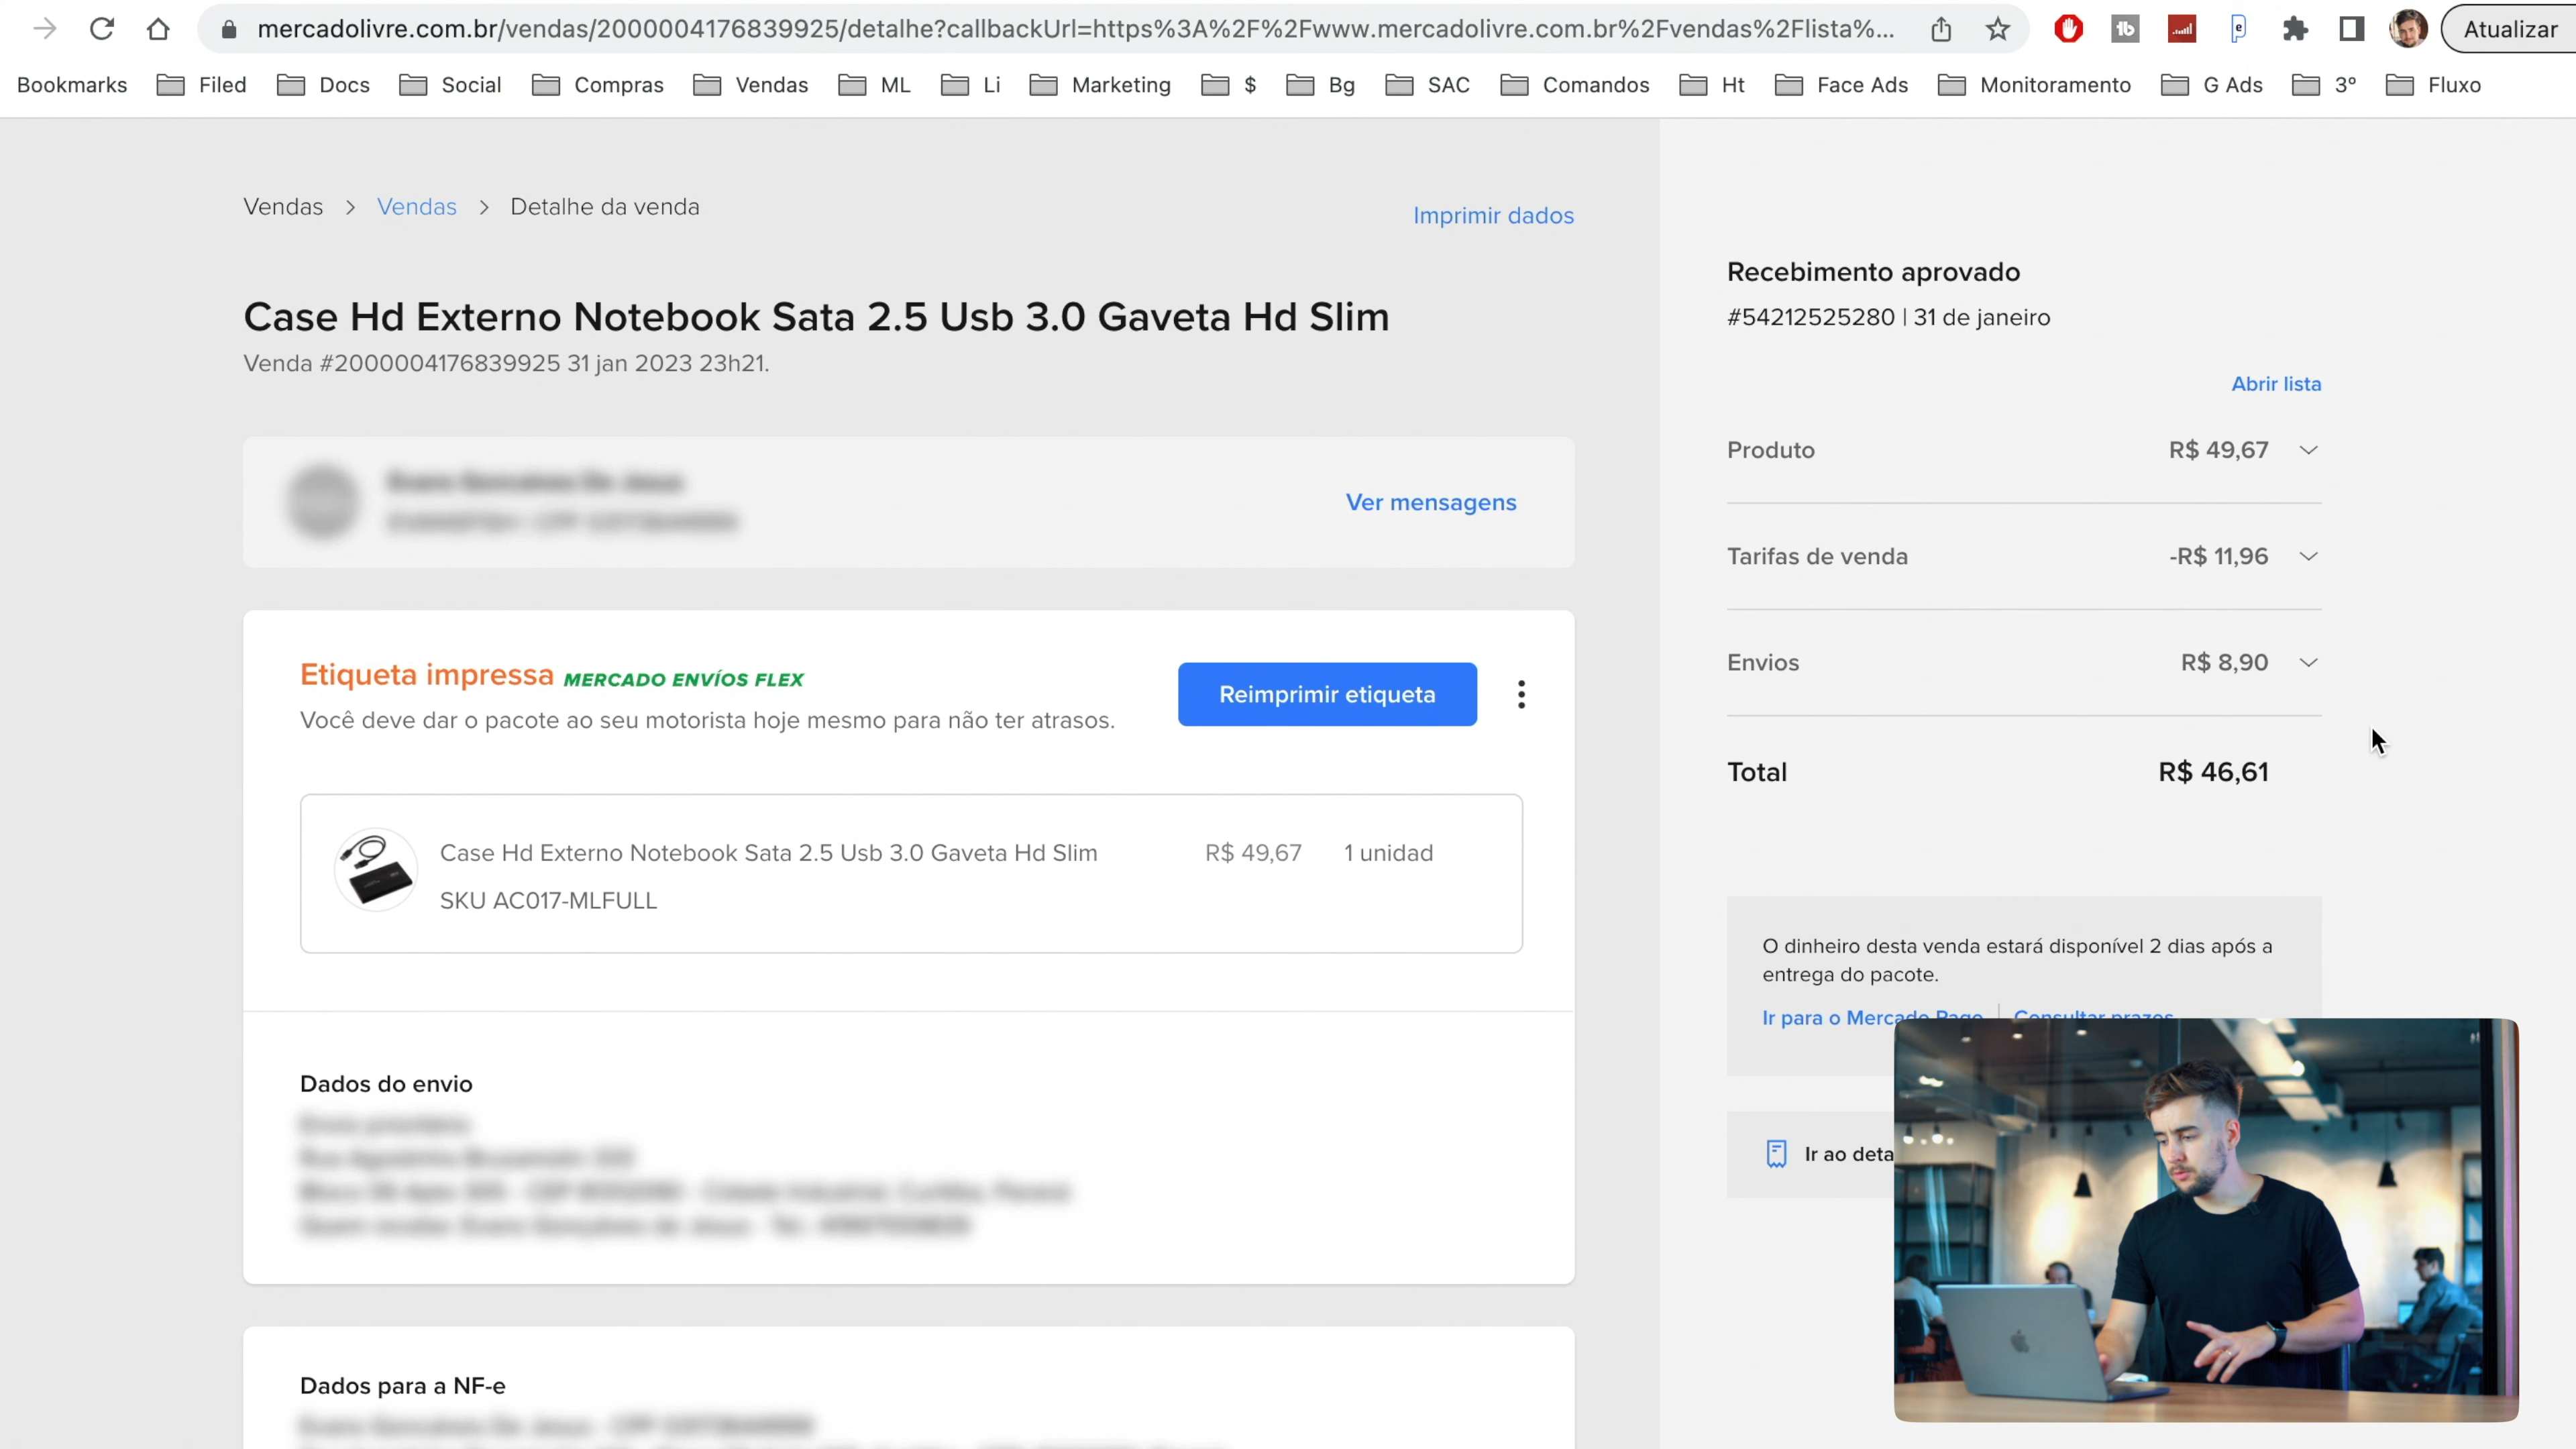 mercadolivre.com.br/vendas/2000004176839925/detalhe?callbackUrl=https%3A%2F%2Fwww.mercadolivre.com.br%2Fvendas%2Flista%...
Atualizar
Bookmarks Filed Docs Social Compras Vendas ML Li Marketing $ Bg SAC Comandos Ht Face Ads Monitoramento G Ads 3º Fluxo
Vendas > Vendas > Detalhe da venda
Imprimir dados
Case Hd Externo Notebook Sata 2.5 Usb 3.0 Gaveta Hd Slim
Venda #2000004176839925 31 jan 2023 23h21.
Ver mensagens
Etiqueta impressa MERCADO ENVÍOS FLEX
Você deve dar o pacote ao seu motorista hoje mesmo para não ter atrasos.
Reimprimir etiqueta
Case Hd Externo Notebook Sata 2.5 Usb 3.0 Gaveta Hd Slim R$ 49,67 1 unidad
SKU AC017-MLFULL
Dados do envio
Dados para a NF-e
Recebimento aprovado
#54212525280 | 31 de janeiro
Abrir lista
Produto R$ 49,67
Tarifas de venda -R$ 11,96
Envios R$ 8,90
Total R$ 46,61
O dinheiro desta venda estará disponível 2 dias após a
entrega do pacote.
Ir para o Mercado Pago | Consultar prazos
Ir ao deta